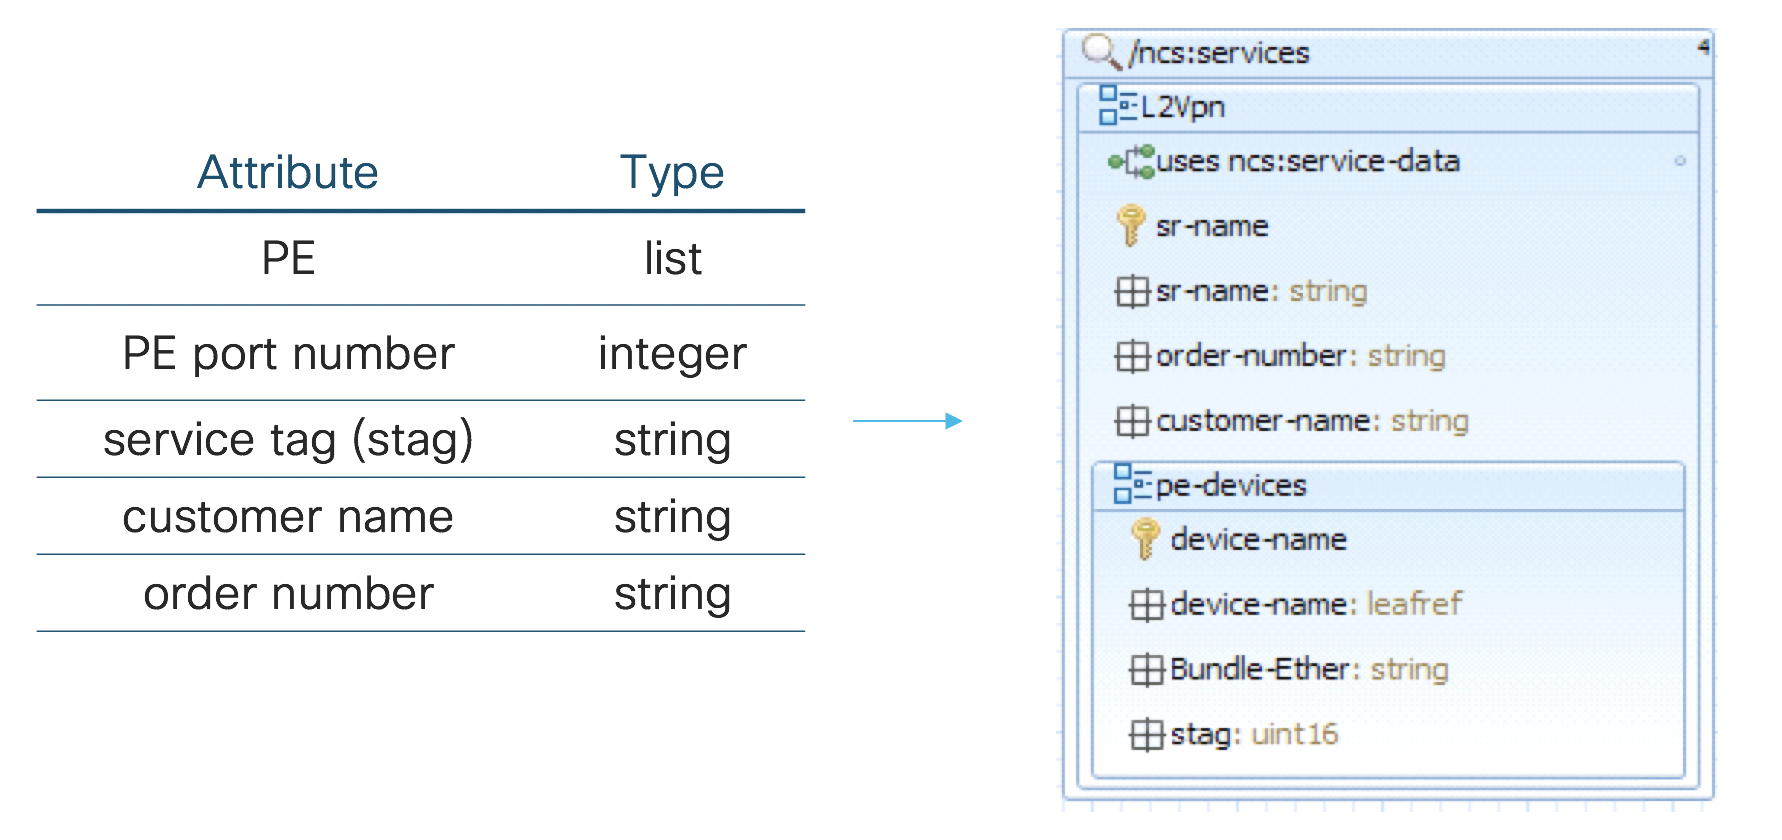 Attribute Type
PE list
PE port number integer
service tag (stag) string
customer name string
order number string
/ncs:services 4
L2Vpn
uses ncs:service-data
sr-name
sr-name: string
order-number: string
customer-name: string
pe-devices
device-name
device-name: leafref
Bundle-Ether: string
stag: uint16